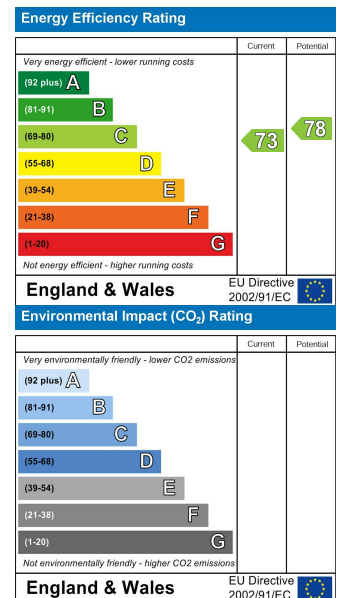 Energy Efficiency Rating
Current Potential
Very energy efficient - lower running costs
(92 plus) A
(81-91) B
(69-80) C
(55-68) D
(39-54) E
(21-38) F
(1-20) G
73
78
Not energy efficient - higher running costs
England & Wales
EU Directive
2002/91/EC
Environmental Impact (CO₂) Rating
Current Potential
Very environmentally friendly - lower CO2 emissions
(92 plus) A
(81-91) B
(69-80) C
(55-68) D
(39-54) E
(21-38) F
(1-20) G
Not environmentally friendly - higher CO2 emissions
England & Wales
EU Directive
2002/91/EC